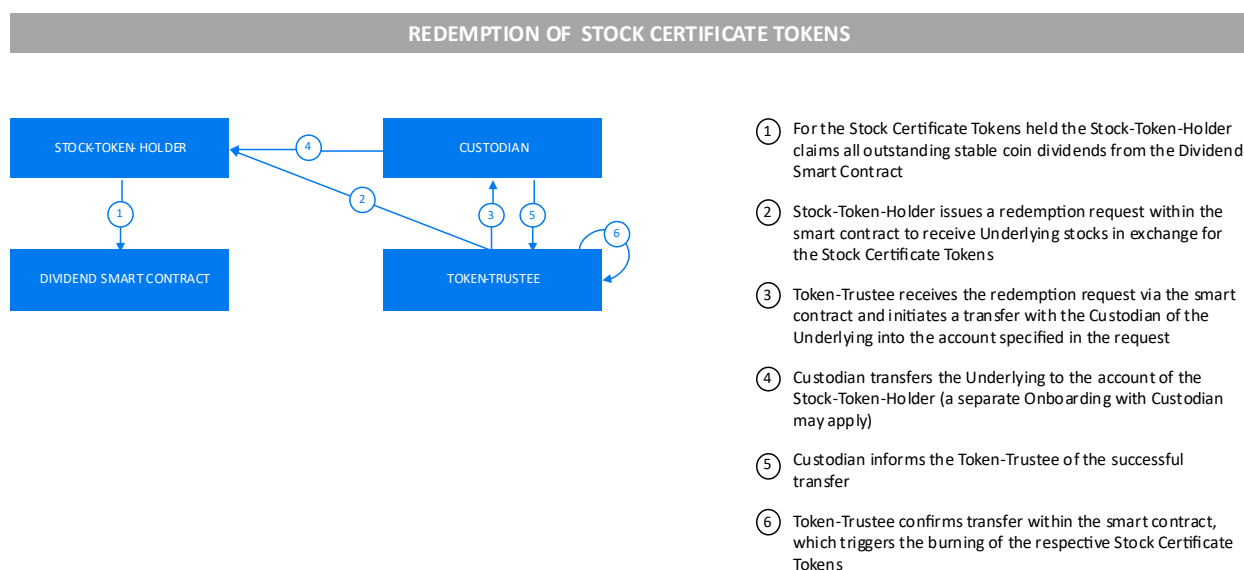 REDEMPTION OF STOCK CERTIFICATE TOKENS
STOCK-TOKEN- HOLDER
4
CUSTODIAN
2
1
3
5
6
DIVIDEND SMART CONTRACT
TOKEN-TRUSTEE
1 For the Stock Certificate Tokens held the Stock-Token-Holder
claims all outstanding stable coin dividends from the Dividend
Smart Contract
2 Stock-Token-Holder issues a redemption request within the
smart contract to receive Underlying stocks in exchange for
the Stock Certificate Tokens
3 Token-Trustee receives the redemption request via the smart
contract and initiates a transfer with the Custodian of the
Underlying into the account specified in the request
4 Custodian transfers the Underlying to the account of the
Stock-Token-Holder (a separate Onboarding with Custodian
may apply)
5 Custodian informs the Token-Trustee of the successful
transfer
6 Token-Trustee confirms transfer within the smart contract,
which triggers the burning of the respective Stock Certificate
Tokens